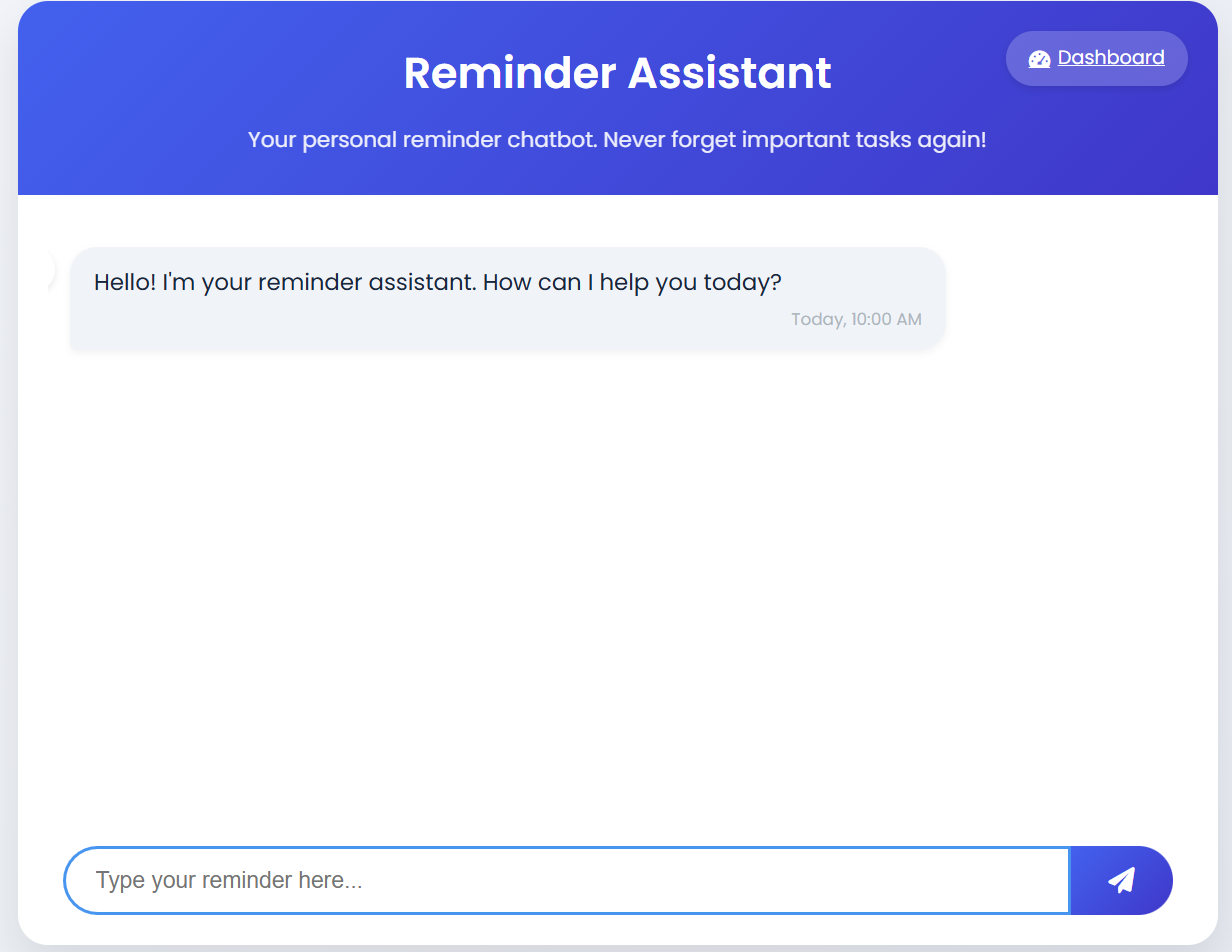 Reminder Assistant
Dashboard
Your personal reminder chatbot. Never forget important tasks again!
Hello! I'm your reminder assistant. How can I help you today?
Today, 10:00 AM
Type your reminder here...